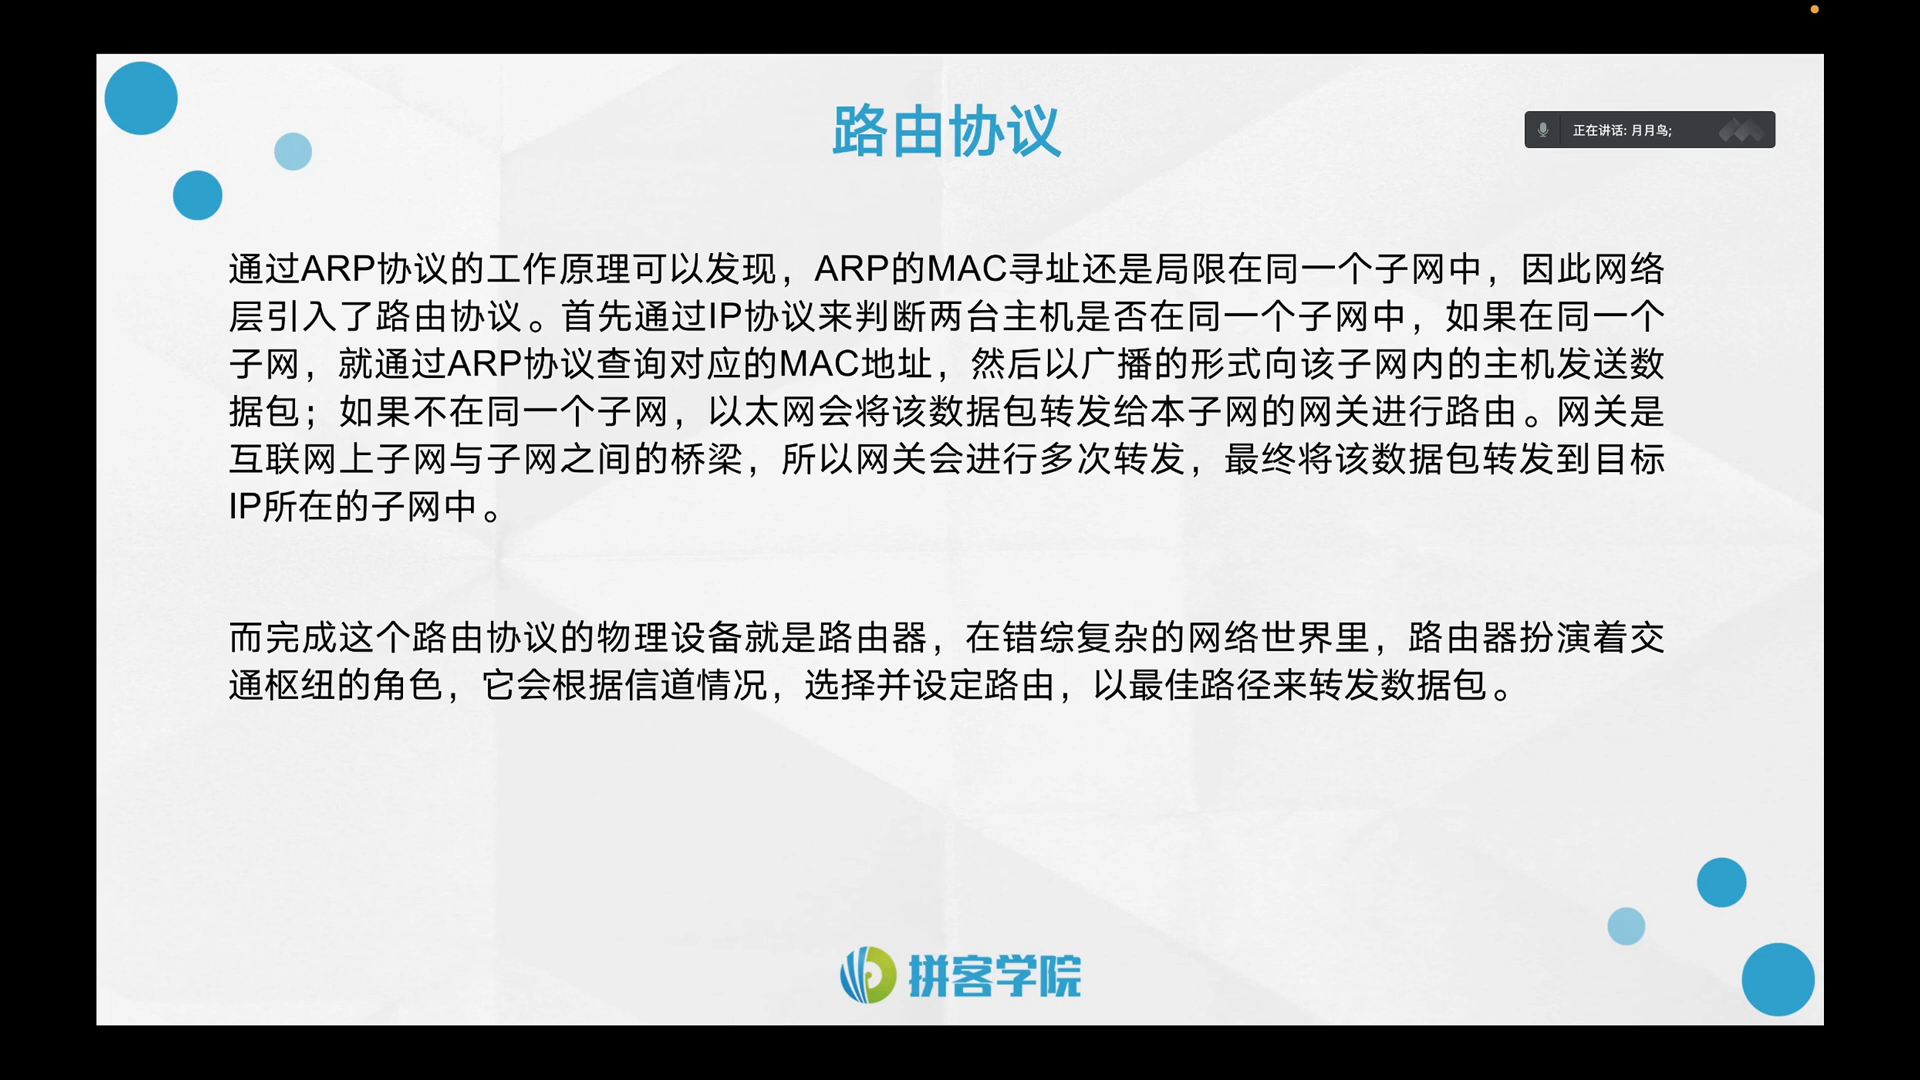 路由协议
正在讲话: 月月鸟;
通过ARP协议的工作原理可以发现，ARP的MAC寻址还是局限在同一个子网中，因此网络
层引入了路由协议。首先通过IP协议来判断两台主机是否在同一个子网中，如果在同一个
子网，就通过ARP协议查询对应的MAC地址，然后以广播的形式向该子网内的主机发送数
据包；如果不在同一个子网，以太网会将该数据包转发给本子网的网关进行路由。网关是
互联网上子网与子网之间的桥梁，所以网关会进行多次转发，最终将该数据包转发到目标
IP所在的子网中。
而完成这个路由协议的物理设备就是路由器，在错综复杂的网络世界里，路由器扮演着交
通枢纽的角色，它会根据信道情况，选择并设定路由，以最佳路径来转发数据包。
拼客学院